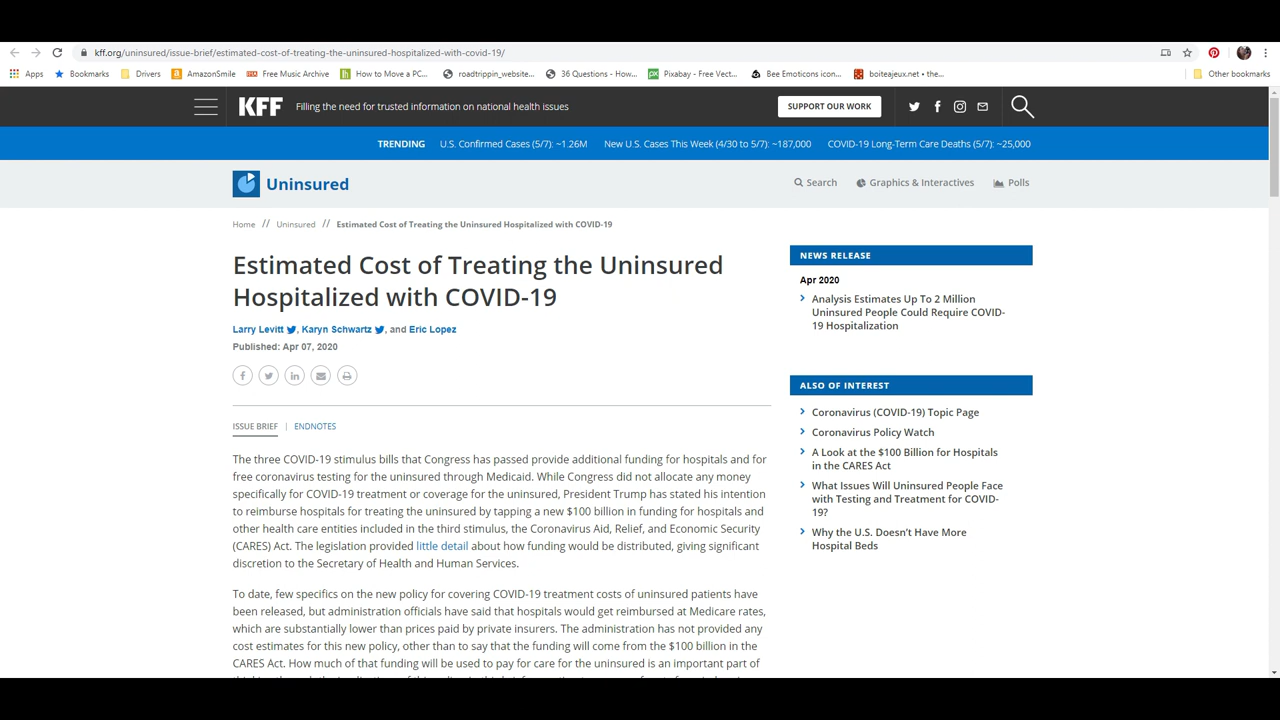 kff.org/uninsured/issue-brief/estimated-cost-of-treating-the-uninsured-hospitalized-with-covid-19/
Apps Bookmarks Drivers AmazonSmile Free Music Archive How to Move a PC... roadtrippin_website... 36 Questions - How... Pixabay - Free Vect... Bee Emoticons icon... boiteajeux.net • the... Other bookmarks
KFF Filling the need for trusted information on national health issues SUPPORT OUR WORK
TRENDING U.S. Confirmed Cases (5/7): ~1.26M New U.S. Cases This Week (4/30 to 5/7): ~187,000 COVID-19 Long-Term Care Deaths (5/7): ~25,000
Uninsured Search Graphics & Interactives Polls
Home // Uninsured // Estimated Cost of Treating the Uninsured Hospitalized with COVID-19
Estimated Cost of Treating the Uninsured
Hospitalized with COVID-19
Larry Levitt, Karyn Schwartz, and Eric Lopez
Published: Apr 07, 2020
ISSUE BRIEF | ENDNOTES
The three COVID-19 stimulus bills that Congress has passed provide additional funding for hospitals and for
free coronavirus testing for the uninsured through Medicaid. While Congress did not allocate any money
specifically for COVID-19 treatment or coverage for the uninsured, President Trump has stated his intention
to reimburse hospitals for treating the uninsured by tapping a new $100 billion in funding for hospitals and
other health care entities included in the third stimulus, the Coronavirus Aid, Relief, and Economic Security
(CARES) Act. The legislation provided little detail about how funding would be distributed, giving significant
discretion to the Secretary of Health and Human Services.
To date, few specifics on the new policy for covering COVID-19 treatment costs of uninsured patients have
been released, but administration officials have said that hospitals would get reimbursed at Medicare rates,
which are substantially lower than prices paid by private insurers. The administration has not provided any
cost estimates for this new policy, other than to say that the funding will come from the $100 billion in the
CARES Act. How much of that funding will be used to pay for care for the uninsured is an important part of
NEWS RELEASE
Apr 2020
Analysis Estimates Up To 2 Million
Uninsured People Could Require COVID-
19 Hospitalization
ALSO OF INTEREST
Coronavirus (COVID-19) Topic Page
Coronavirus Policy Watch
A Look at the $100 Billion for Hospitals
in the CARES Act
What Issues Will Uninsured People Face
with Testing and Treatment for COVID-
19?
Why the U.S. Doesn't Have More
Hospital Beds